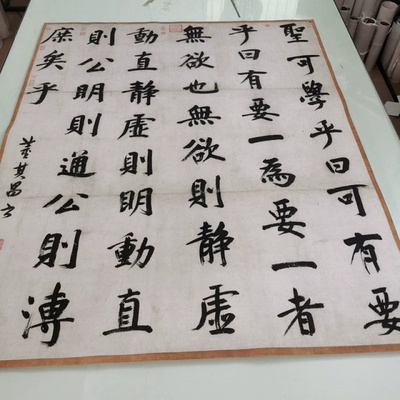 聖可學乎曰可有要
乎曰有要一為要一者
無欲也無欲則静虛
動直静虛則明動直
則公明則通公則溥
庶矣乎
董其昌書